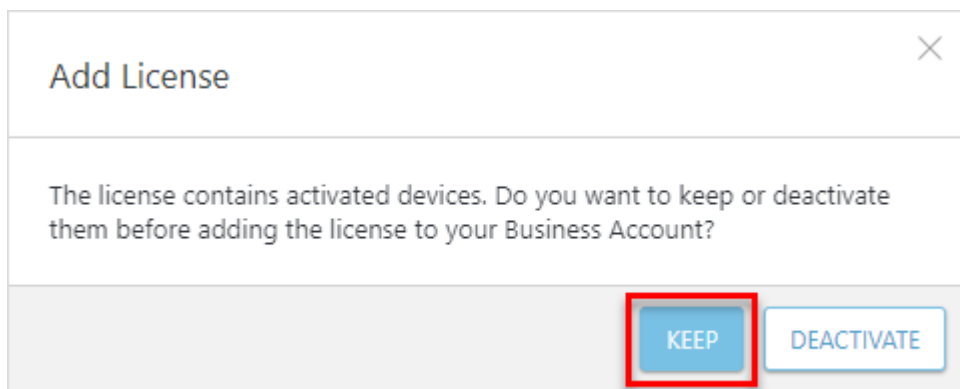 Add License
The license contains activated devices. Do you want to keep or deactivate
them before adding the license to your Business Account?
KEEP
DEACTIVATE